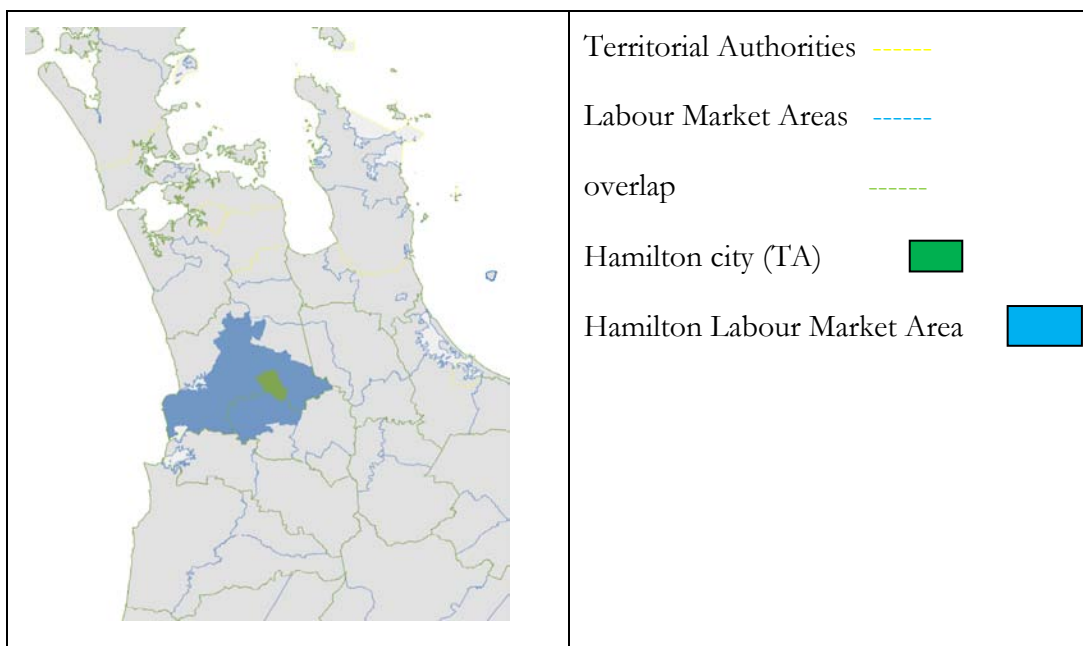 Territorial Authorities
Labour Market Areas
overlap
Hamilton city (TA)
Hamilton Labour Market Area